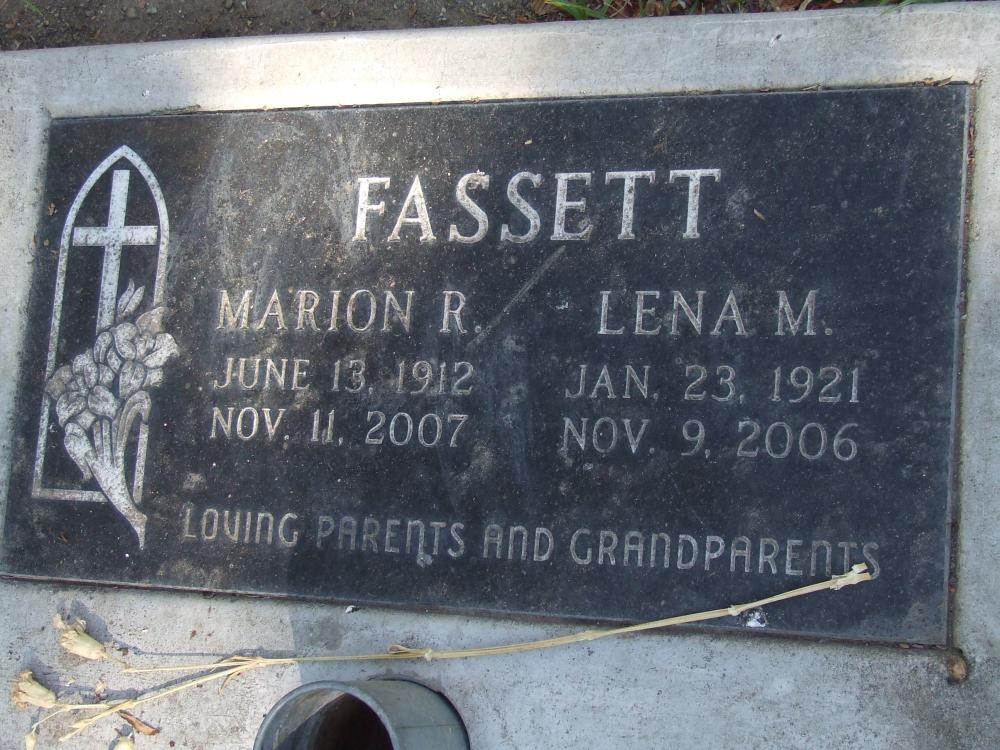 FASSETT
MARION R.
JUNE 13, 1912
NOV. 11, 2007
LENA M.
JAN. 23, 1921
NOV. 9, 2006
LOVING PARENTS AND GRANDPARENTS